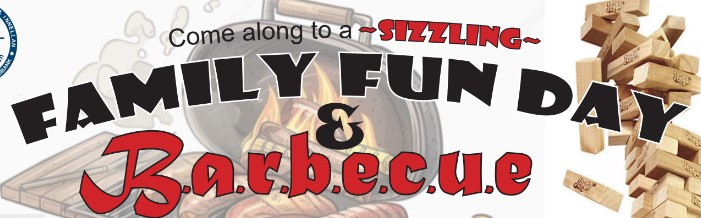 Come along to a ~SIZZLING~
FAMILY FUN DAY
&
B.a.r.b.e.c.u.e